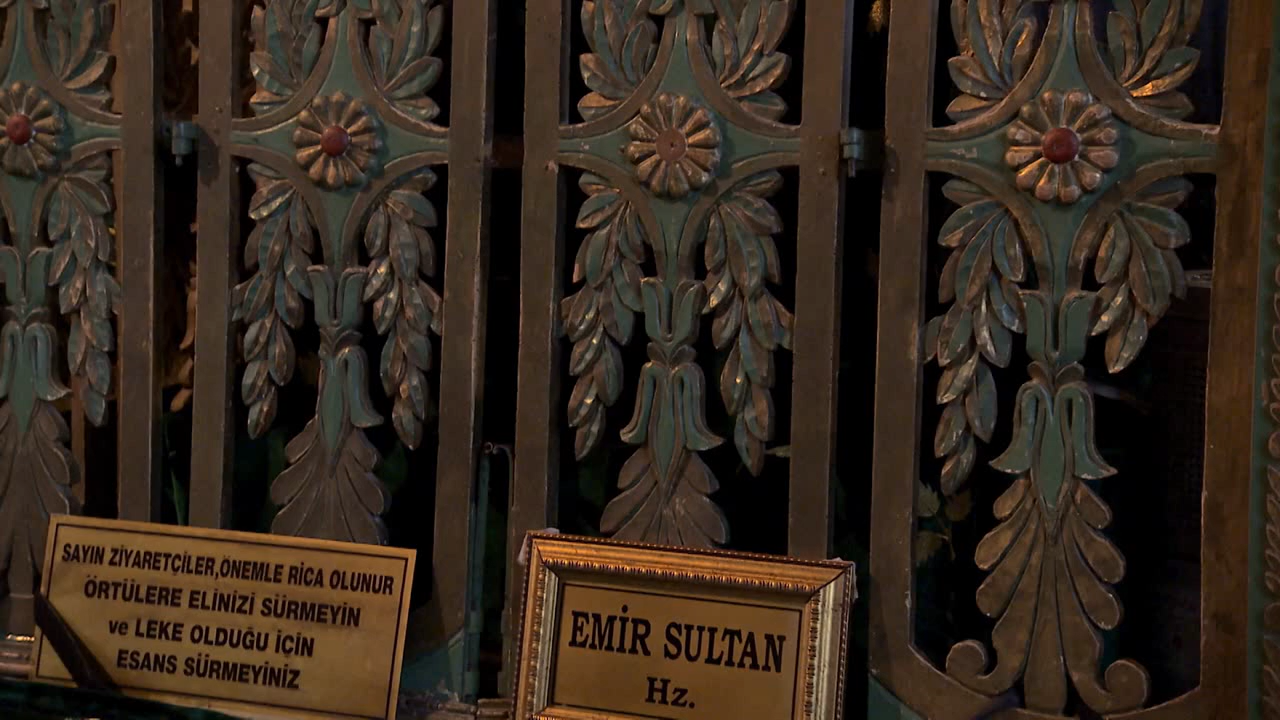 SAYIN ZİYARETÇİLER,ÖNEMLE RİCA OLUNUR
ÖRTÜLERE ELİNİZİ SÜRMEYİN
ve LEKE OLDUĞU İÇİN
ESANS SÜRMEYİNİZ
EMİR SULTAN
Hz.